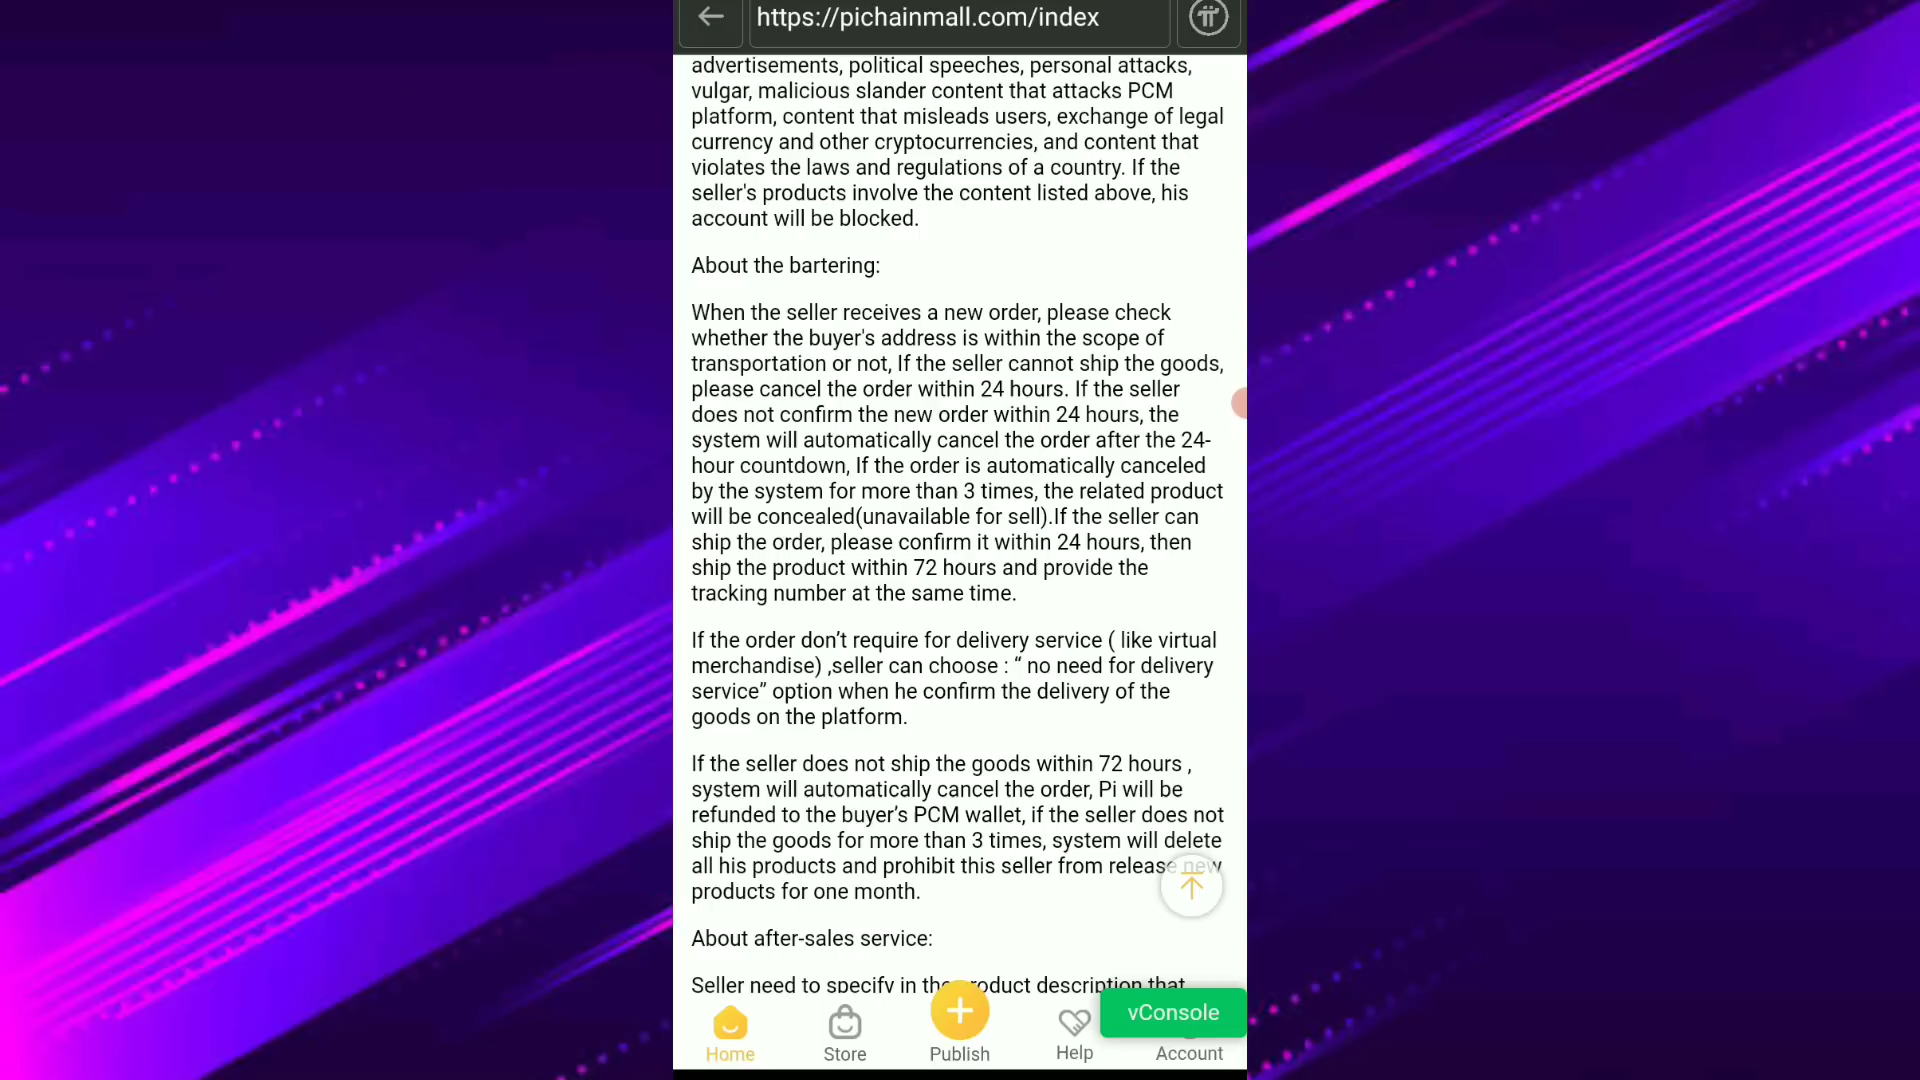 https://pichainmall.com/index
advertisements, political speeches, personal attacks,
vulgar, malicious slander content that attacks PCM
platform, content that misleads users, exchange of legal
currency and other cryptocurrencies, and content that
violates the laws and regulations of a country. If the
seller's products involve the content listed above, his
account will be blocked.
About the bartering:
When the seller receives a new order, please check
whether the buyer's address is within the scope of
transportation or not, If the seller cannot ship the goods,
please cancel the order within 24 hours. If the seller
does not confirm the new order within 24 hours, the
system will automatically cancel the order after the 24-
hour countdown, If the order is automatically canceled
by the system for more than 3 times, the related product
will be concealed(unavailable for sell).If the seller can
ship the order, please confirm it within 24 hours, then
ship the product within 72 hours and provide the
tracking number at the same time.
If the order don’t require for delivery service ( like virtual
merchandise) ,seller can choose : “ no need for delivery
service” option when he confirm the delivery of the
goods on the platform.
If the seller does not ship the goods within 72 hours ,
system will automatically cancel the order, Pi will be
refunded to the buyer’s PCM wallet, if the seller does not
ship the goods for more than 3 times, system will delete
all his products and prohibit this seller from release new
products for one month.
About after-sales service:
Seller need to specify in the product description that
vConsole
Home Store Publish Help Account